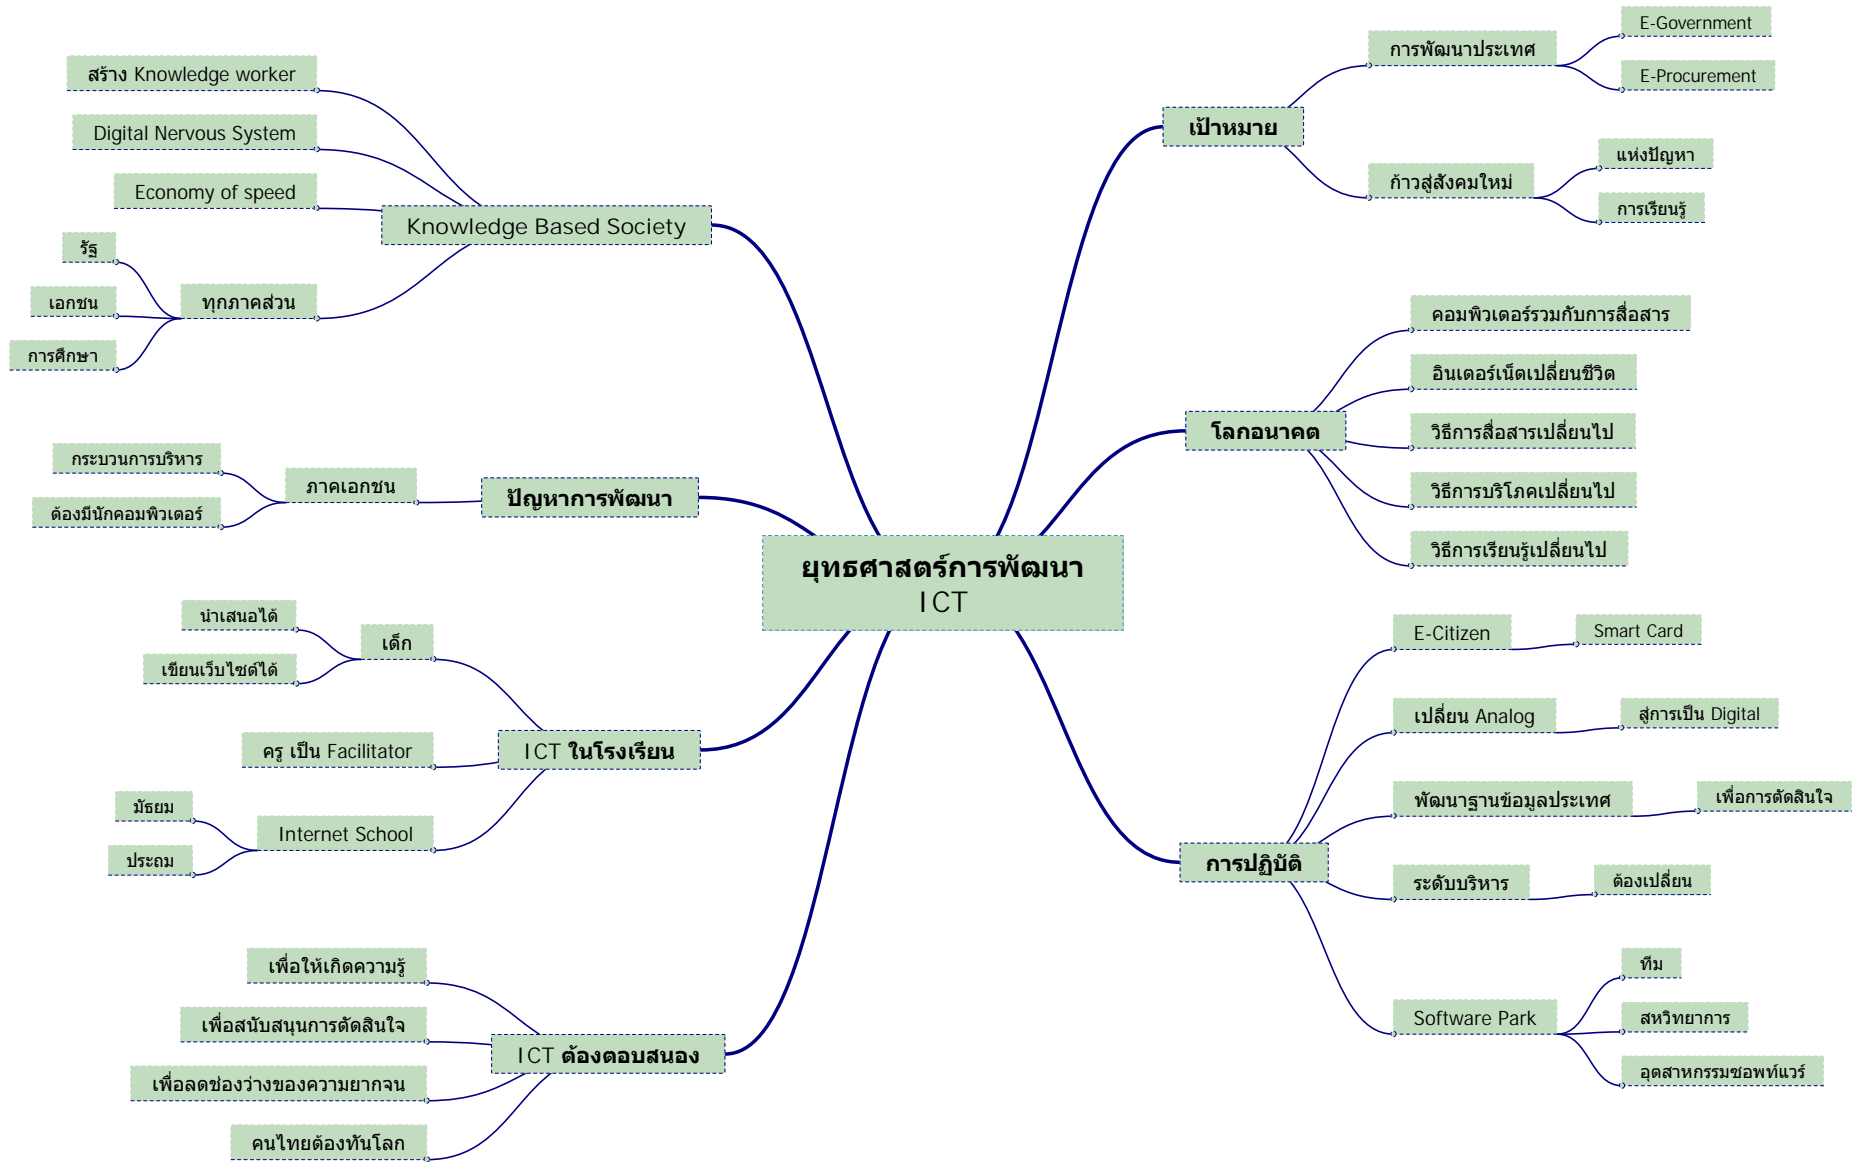 ยุทธศาสตร์การพัฒนา
ICT
เป้าหมาย
การพัฒนาประเทศ
E-Government
E-Procurement
ก้าวสู่สังคมใหม่
แห่งปัญหา
การเรียนรู้
โลกอนาคต
คอมพิวเตอร์รวมกับการสื่อสาร
อินเตอร์เน็ตเปลี่ยนชีวิต
วิธีการสื่อสารเปลี่ยนไป
วิธีการบริโภคเปลี่ยนไป
วิธีการเรียนรู้เปลี่ยนไป
การปฏิบัติ
E-Citizen
Smart Card
เปลี่ยน Analog
สู่การเป็น Digital
พัฒนาฐานข้อมูลประเทศ
เพื่อการตัดสินใจ
ระดับบริหาร
ต้องเปลี่ยน
Software Park
ทีม
สหวิทยาการ
อุตสาหกรรมซอพท์แวร์
Knowledge Based Society
สร้าง Knowledge worker
Digital Nervous System
Economy of speed
ทุกภาคส่วน
รัฐ
เอกชน
การศึกษา
ปัญหาการพัฒนา
ภาคเอกชน
กระบวนการบริหาร
ต้องมีนักคอมพิวเตอร์
ICT ในโรงเรียน
เด็ก
นำเสนอได้
เขียนเว็บไซต์ได้
ครู เป็น Facilitator
Internet School
มัธยม
ประถม
ICT ต้องตอบสนอง
เพื่อให้เกิดความรู้
เพื่อสนับสนุนการตัดสินใจ
เพื่อลดช่องว่างของความยากจน
คนไทยต้องทันโลก